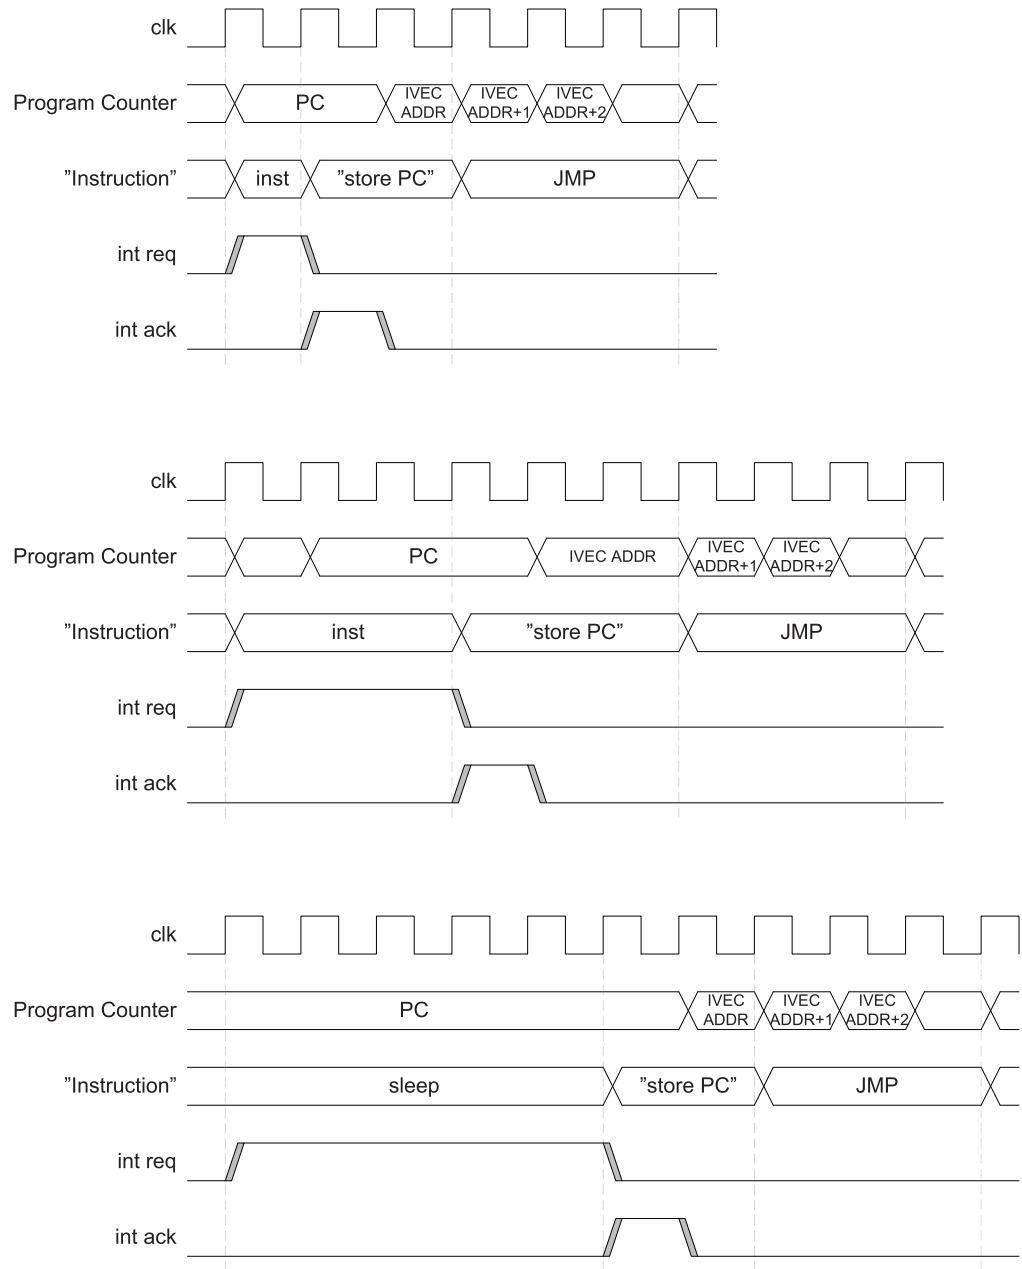 clk
Program Counter
PC
IVEC
ADDR
IVEC
ADDR+1
IVEC
ADDR+2
”Instruction”
inst
”store PC”
JMP
int req
int ack
clk
Program Counter
PC
IVEC ADDR
IVEC
ADDR+1
IVEC
ADDR+2
”Instruction”
inst
”store PC”
JMP
int req
int ack
clk
Program Counter
PC
IVEC
ADDR
IVEC
ADDR+1
IVEC
ADDR+2
”Instruction”
sleep
”store PC”
JMP
int req
int ack